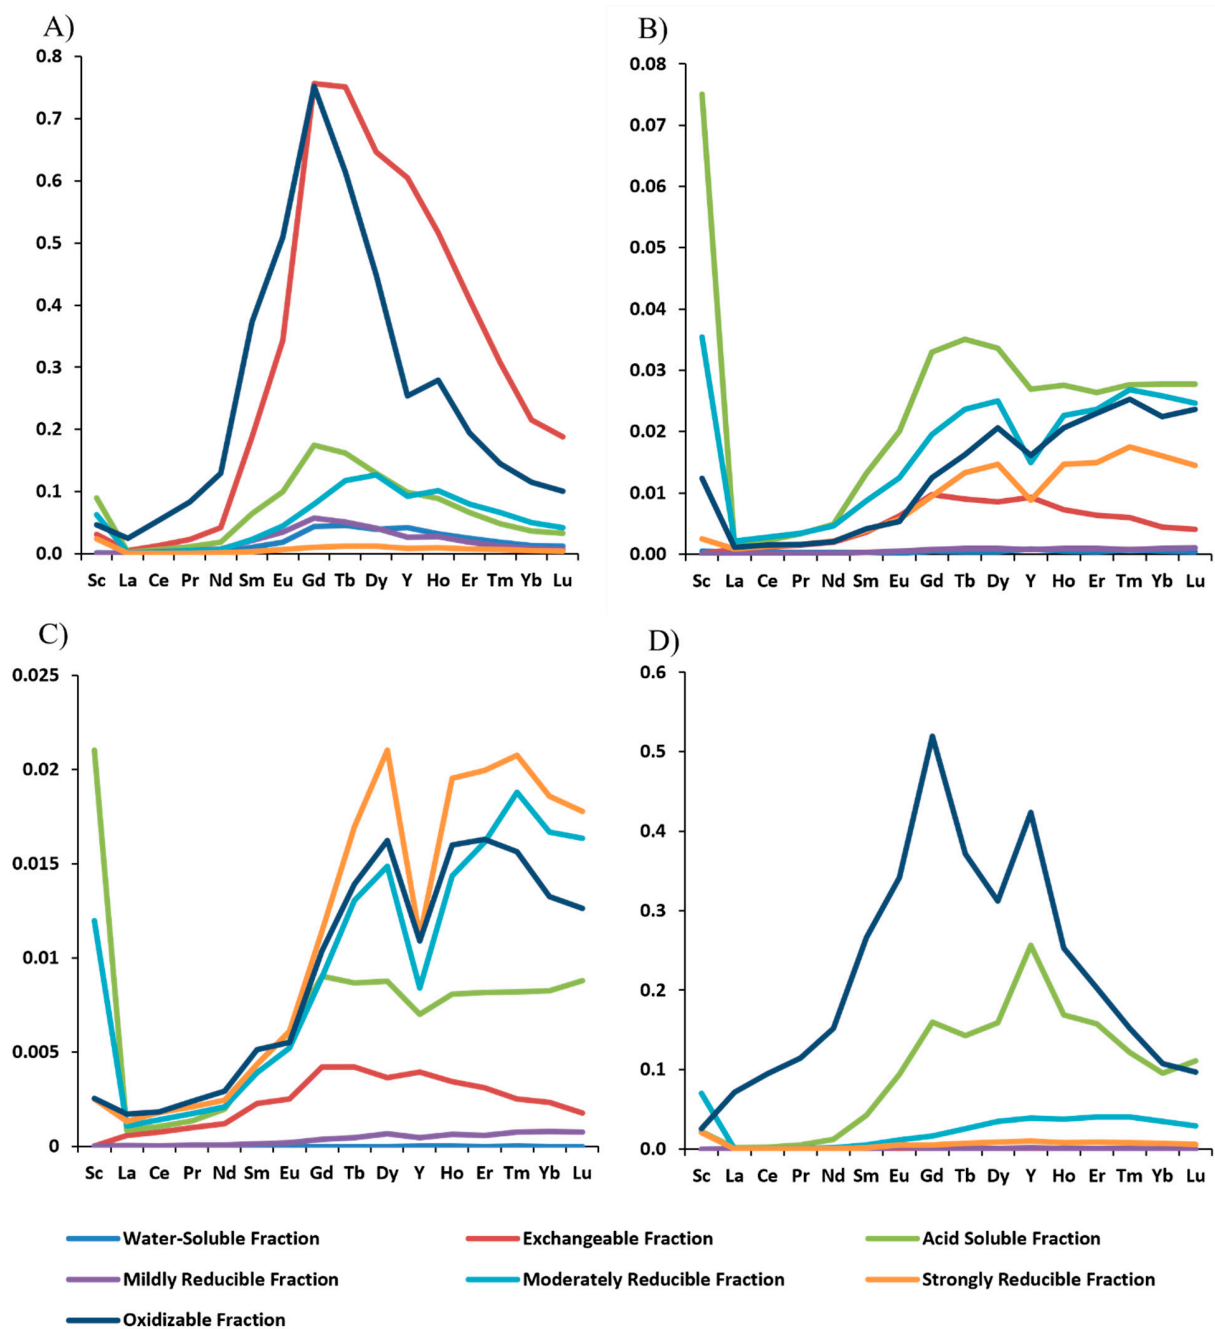 A)
0.8
0.7
0.6
0.5
0.4
0.3
0.2
0.1
0.0
Sc La Ce Pr Nd Sm Eu Gd Tb Dy Y Ho Er Tm Yb Lu
B)
0.08
0.07
0.06
0.05
0.04
0.03
0.02
0.01
0.00
Sc La Ce Pr Nd Sm Eu Gd Tb Dy Y Ho Er Tm Yb Lu
C)
0.025
0.02
0.015
0.01
0.005
0
Sc La Ce Pr Nd Sm Eu Gd Tb Dy Y Ho Er Tm Yb Lu
D)
0.6
0.5
0.4
0.3
0.2
0.1
0.0
Sc La Ce Pr Nd Sm Eu Gd Tb Dy Y Ho Er Tm Yb Lu
Water-Soluble Fraction Exchangeable Fraction Acid Soluble Fraction
Mildly Reducible Fraction Moderately Reducible Fraction Strongly Reducible Fraction
Oxidizable Fraction